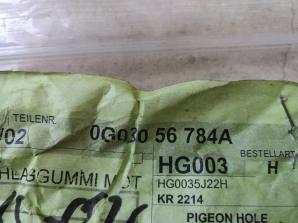 TEILENR.
/02 0G030 56 784A
BESTELLART
HG003 H
HG0035J22H
KR 2214
PIGEON HOLE